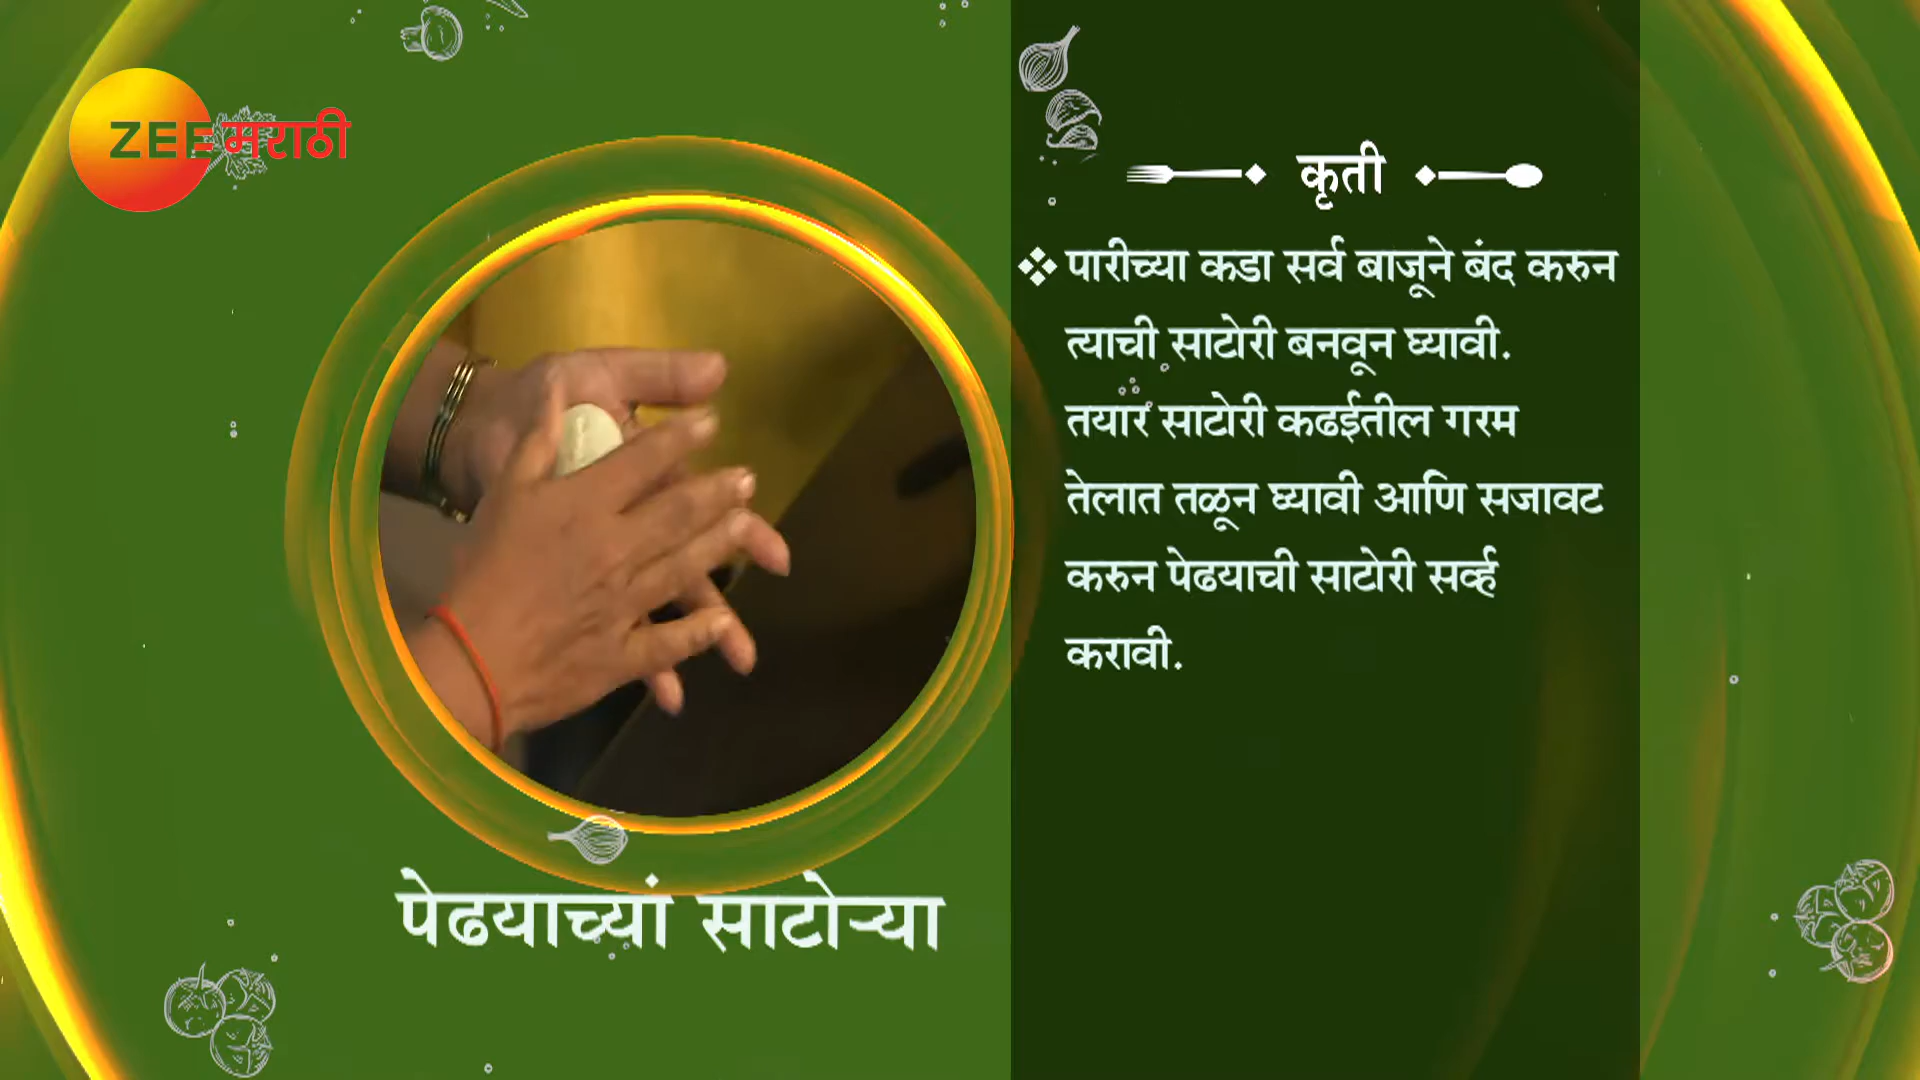 ZEE मराठी
कृती
पारीच्या कडा सर्व बाजूने बंद करुन
त्याची साटोरी बनवून घ्यावी.
तयार साटोरी कढईतील गरम
तेलात तळून घ्यावी आणि सजावट
करुन पेढयाची साटोरी सर्व्ह
करावी.
पेढयाच्या साटोऱ्या